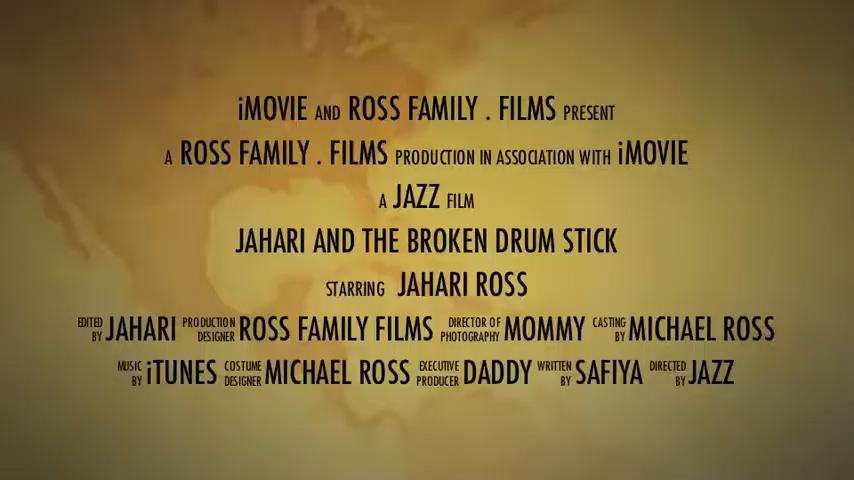 iMOVIE AND ROSS FAMILY . FILMS PRESENT
A ROSS FAMILY . FILMS PRODUCTION IN ASSOCIATION WITH iMOVIE
A JAZZ FILM
JAHARI AND THE BROKEN DRUM STICK
STARRING JAHARI ROSS
EDITED BY JAHARI PRODUCTION DESIGNER ROSS FAMILY FILMS DIRECTOR OF PHOTOGRAPHY MOMMY CASTING BY MICHAEL ROSS
MUSIC BY iTUNES COSTUME DESIGNER MICHAEL ROSS EXECUTIVE PRODUCER DADDY WRITTEN BY SAFIYA DIRECTED BY JAZZ